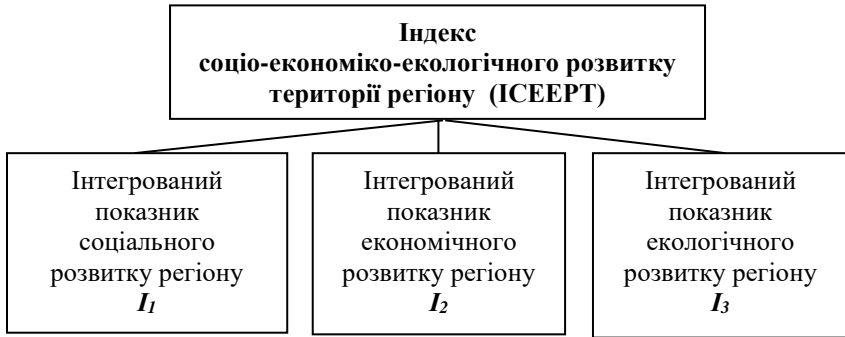 Індекс
соціо-економіко-екологічного розвитку
території регіону (ІСЕЕРТ)
Інтегрований
показник
соціального
розвитку регіону
I1
Інтегрований
показник
економічного
розвитку регіону
I2
Інтегрований
показник
екологічного
розвитку регіону
I3